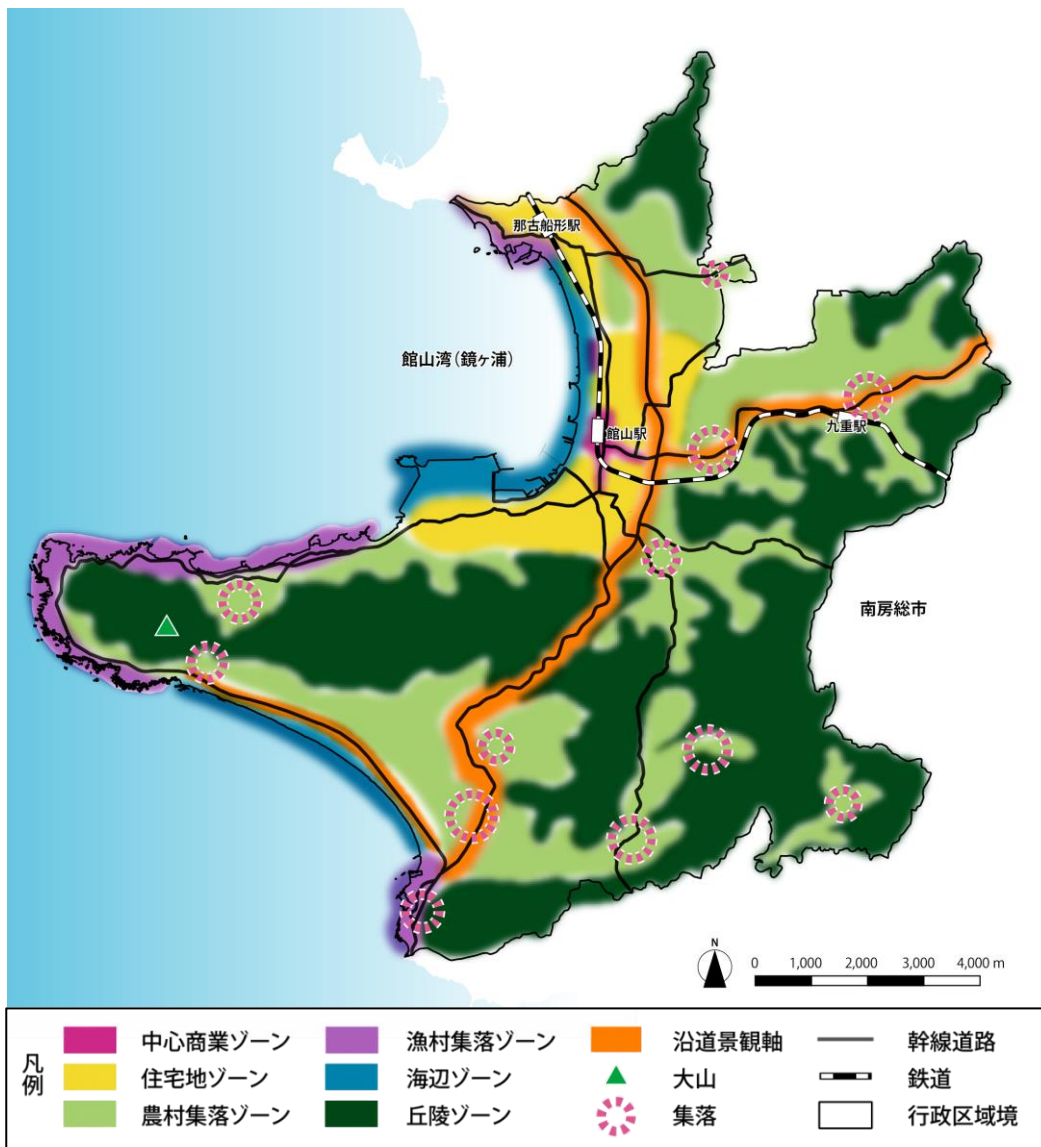 那古船形駅
館山湾(鏡ヶ浦)
館山駅
九重駅
南房総市
N
0 1,000 2,000 3,000 4,000 m
凡例
中心商業ゾーン
漁村集落ゾーン
沿道景観軸
幹線道路
住宅地ゾーン
海辺ゾーン
大山
鉄道
農村集落ゾーン
丘陵ゾーン
集落
行政区域境